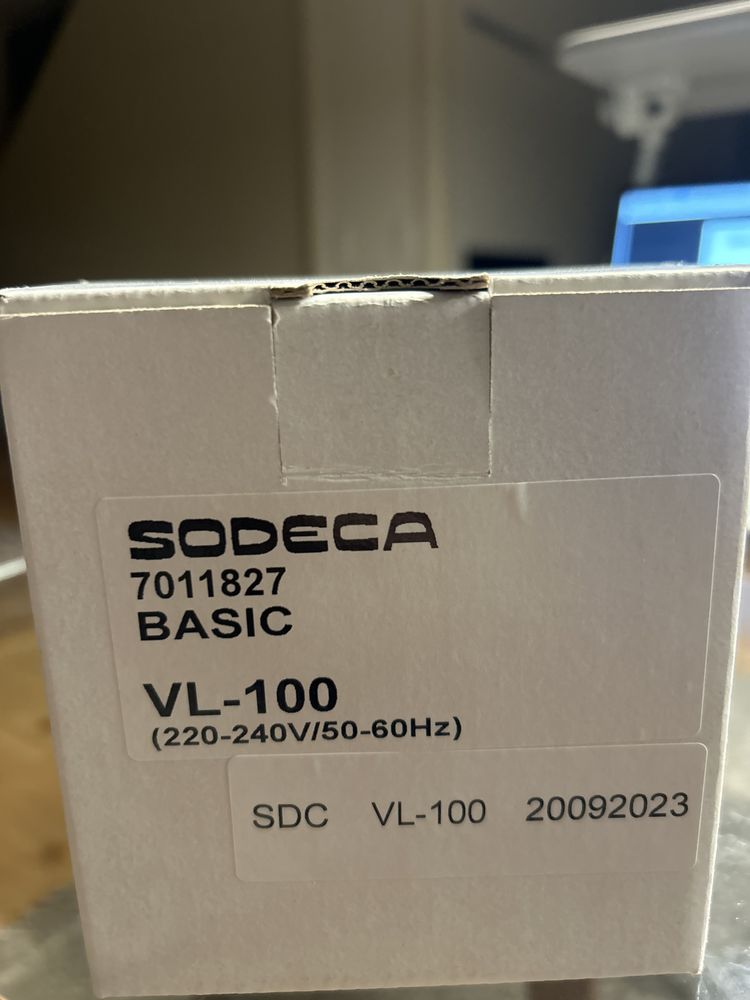 SODECA
7011827
BASIC
VL-100
(220-240V/50-60Hz)
SDC VL-100 20092023